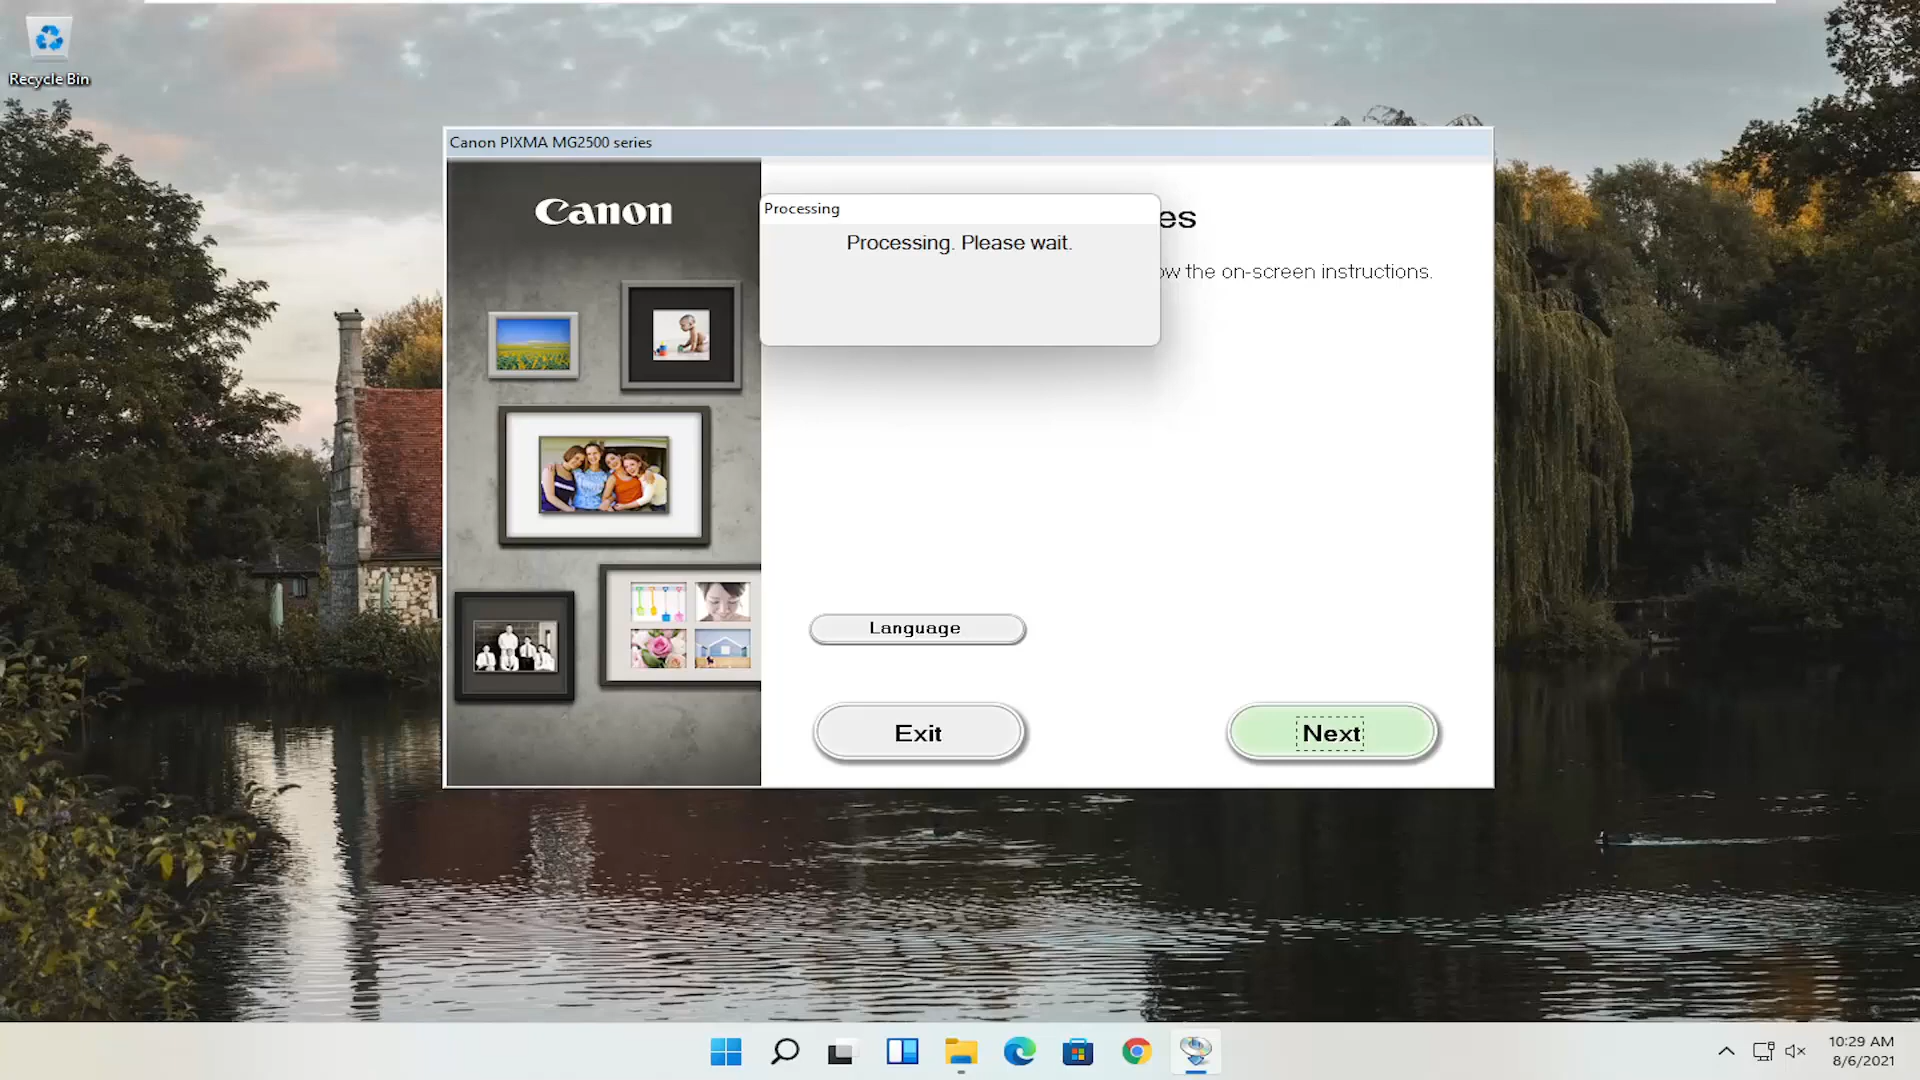 Recycle Bin
Canon PIXMA MG2500 series
Canon
Processing
Processing. Please wait.
es
ow the on-screen instructions.
Language
Exit
Next
10:29 AM
8/6/2021